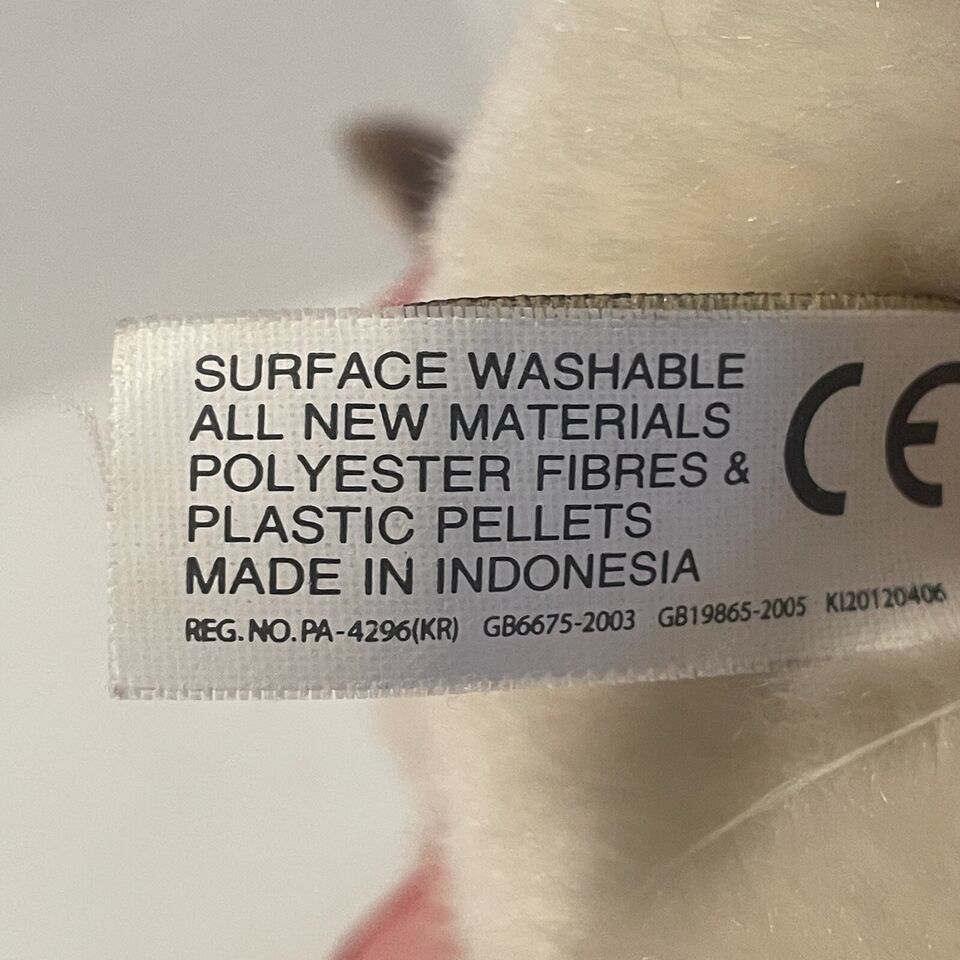 SURFACE WASHABLE
ALL NEW MATERIALS
POLYESTER FIBRES &
PLASTIC PELLETS
MADE IN INDONESIA
REG. NO. PA-4296(KR) GB6675-2003 GB19865-2005 KI20120406
CE